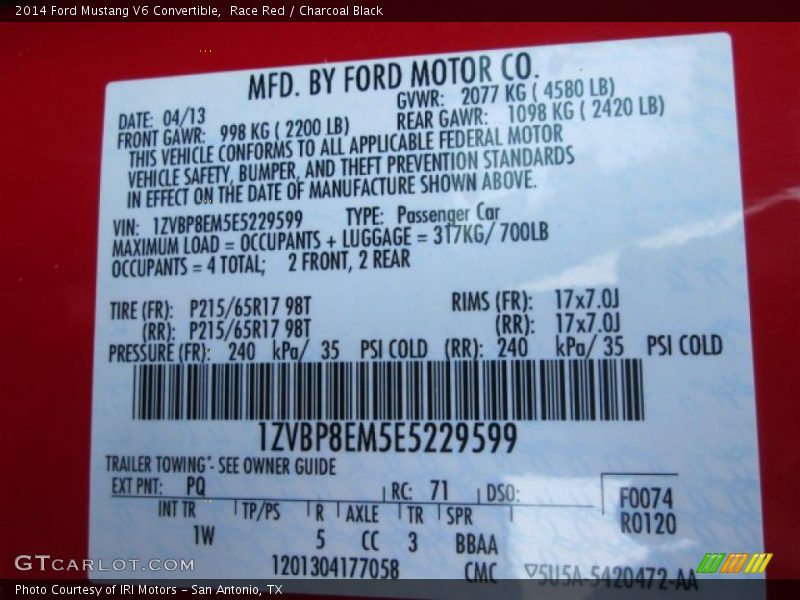 2014 Ford Mustang V6 Convertible,  Race Red / Charcoal Black
MFD. BY FORD MOTOR CO.
DATE: 04/13 GVWR: 2077 KG ( 4580 LB)
FRONT GAWR: 998 KG ( 2200 LB) REAR GAWR: 1098 KG ( 2420 LB)
THIS VEHICLE CONFORMS TO ALL APPLICABLE FEDERAL MOTOR
VEHICLE SAFETY, BUMPER, AND THEFT PREVENTION STANDARDS
IN EFFECT ON THE DATE OF MANUFACTURE SHOWN ABOVE.
VIN: 1ZVBP8EM5E5229599 TYPE: Passenger Car
MAXIMUM LOAD = OCCUPANTS + LUGGAGE = 317KG/ 700LB
OCCUPANTS = 4 TOTAL; 2 FRONT, 2 REAR
TIRE (FR): P215/65R17 98T RIMS (FR): 17x7.0J
(RR): P215/65R17 98T (RR): 17x7.0J
PRESSURE (FR): 240 kPa/ 35 PSI COLD (RR): 240 kPa/ 35 PSI COLD
1ZVBP8EM5E5229599
TRAILER TOWING - SEE OWNER GUIDE
EXT PNT: PQ RC: 71 DSO: F0074
INT TR TP/PS R AXLE TR SPR R0120
1W 5 CC 3 BBAA
1201304177058 CMC ▽5U5A-5420472-AA
GTCARLOT.COM
Photo Courtesy of IRI Motors - San Antonio, TX